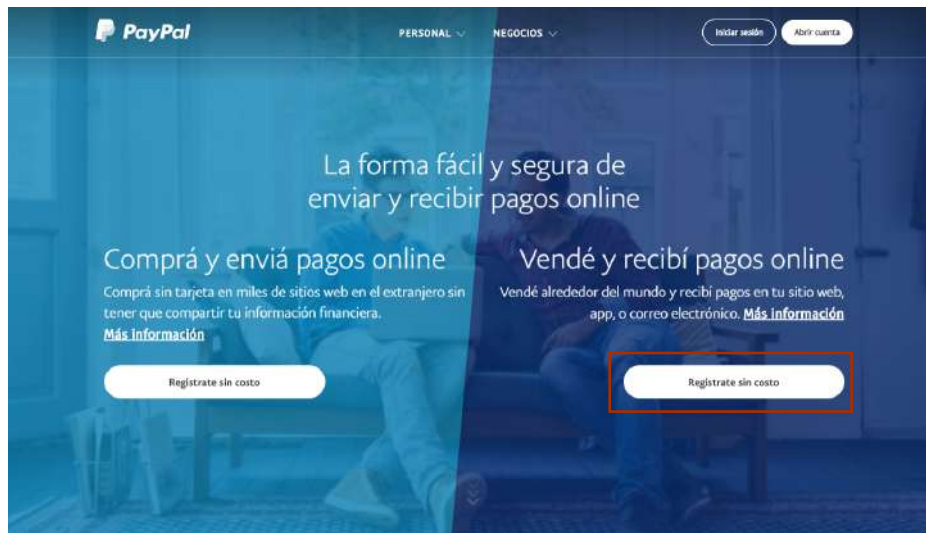 PayPal
PERSONAL
NEGOCIOS
Iniciar sesión
Abrir cuenta
La forma fácil y segura de
enviar y recibir pagos online
Comprá y enviá pagos online
Comprá sin tarjeta en miles de sitios web en el extranjero sin
tener que compartir tu información financiera.
Más información
Registrate sin costo
Vendé y recibí pagos online
Vendé alrededor del mundo y recibí pagos en tu sitio web,
app, o correo electrónico. Más información
Registrate sin costo